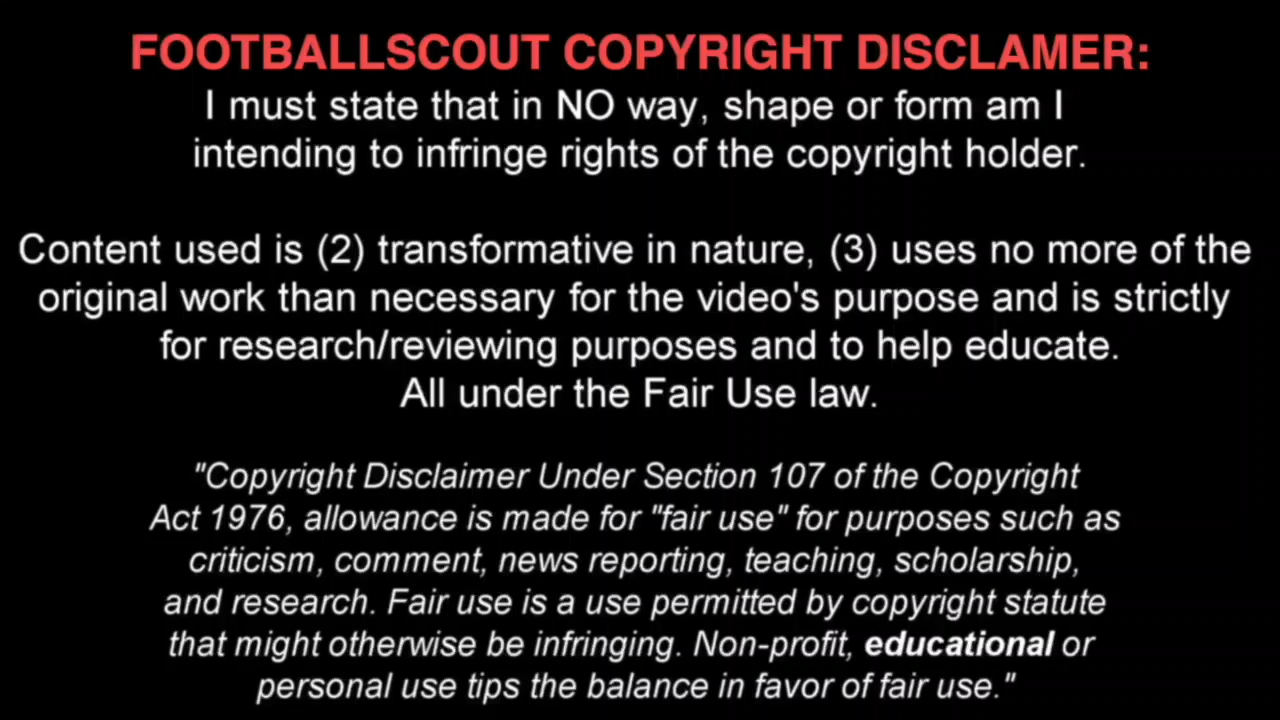 FOOTBALLSCOUT COPYRIGHT DISCLAMER:
I must state that in NO way, shape or form am I
intending to infringe rights of the copyright holder.
Content used is (2) transformative in nature, (3) uses no more of the
original work than necessary for the video's purpose and is strictly
for research/reviewing purposes and to help educate.
All under the Fair Use law.
"Copyright Disclaimer Under Section 107 of the Copyright
Act 1976, allowance is made for "fair use" for purposes such as
criticism, comment, news reporting, teaching, scholarship,
and research. Fair use is a use permitted by copyright statute
that might otherwise be infringing. Non-profit, educational or
personal use tips the balance in favor of fair use."